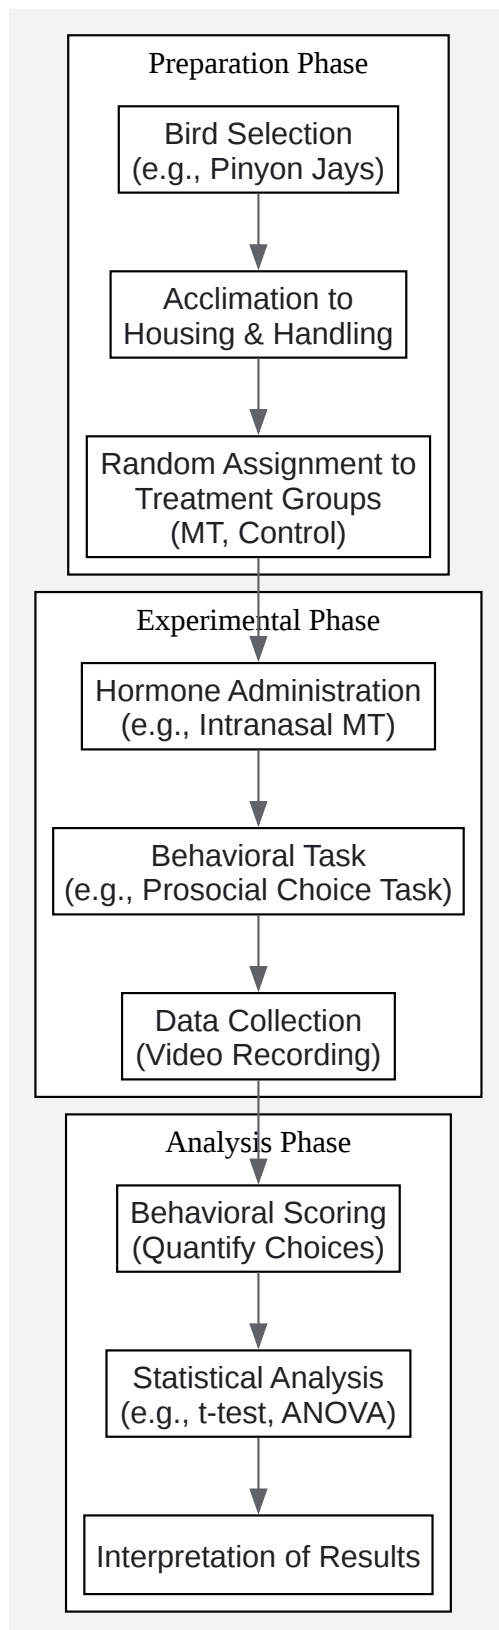 Preparation Phase
Bird Selection
(e.g., Pinyon Jays)
Acclimation to
Housing & Handling
Random Assignment to
Treatment Groups
(MT, Control)
Experimental Phase
Hormone Administration
(e.g., Intranasal MT)
Behavioral Task
(e.g., Prosocial Choice Task)
Data Collection
(Video Recording)
Analysis Phase
Behavioral Scoring
(Quantify Choices)
Statistical Analysis
(e.g., t-test, ANOVA)
Interpretation of Results